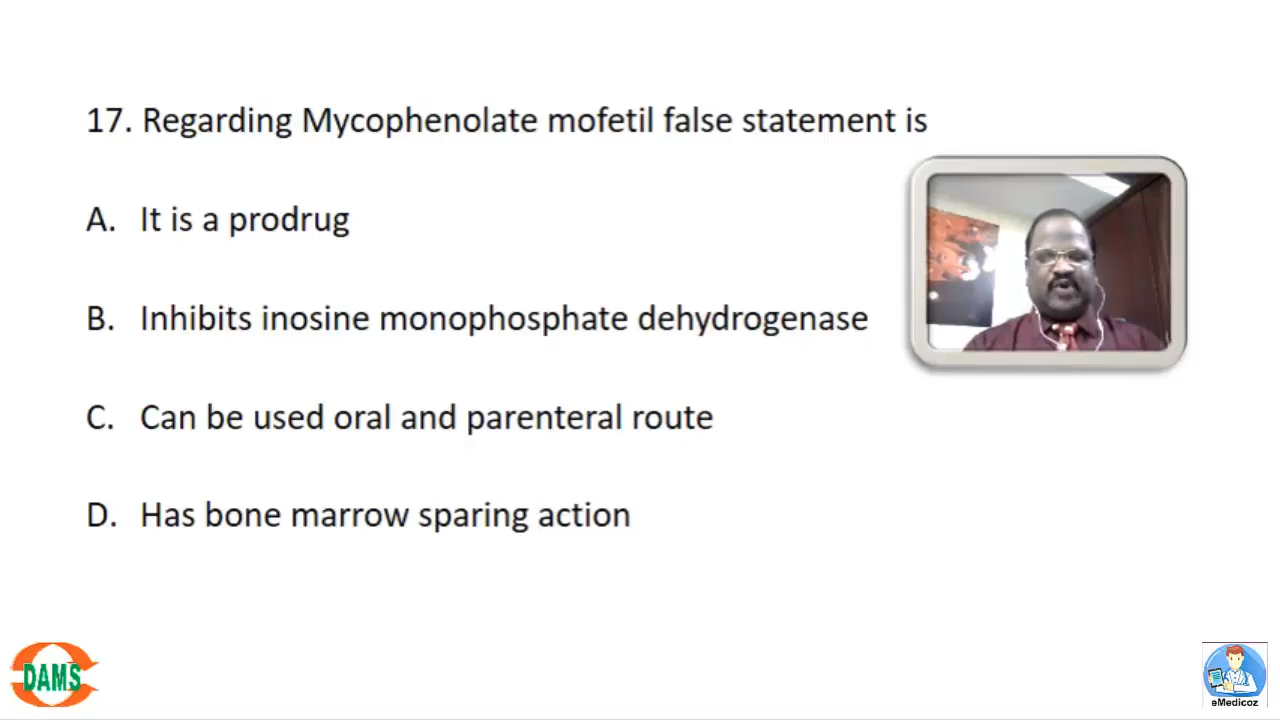 17. Regarding Mycophenolate mofetil false statement is
A. It is a prodrug
B. Inhibits inosine monophosphate dehydrogenase
C. Can be used oral and parenteral route
D. Has bone marrow sparing action
DAMS
eMedicoz